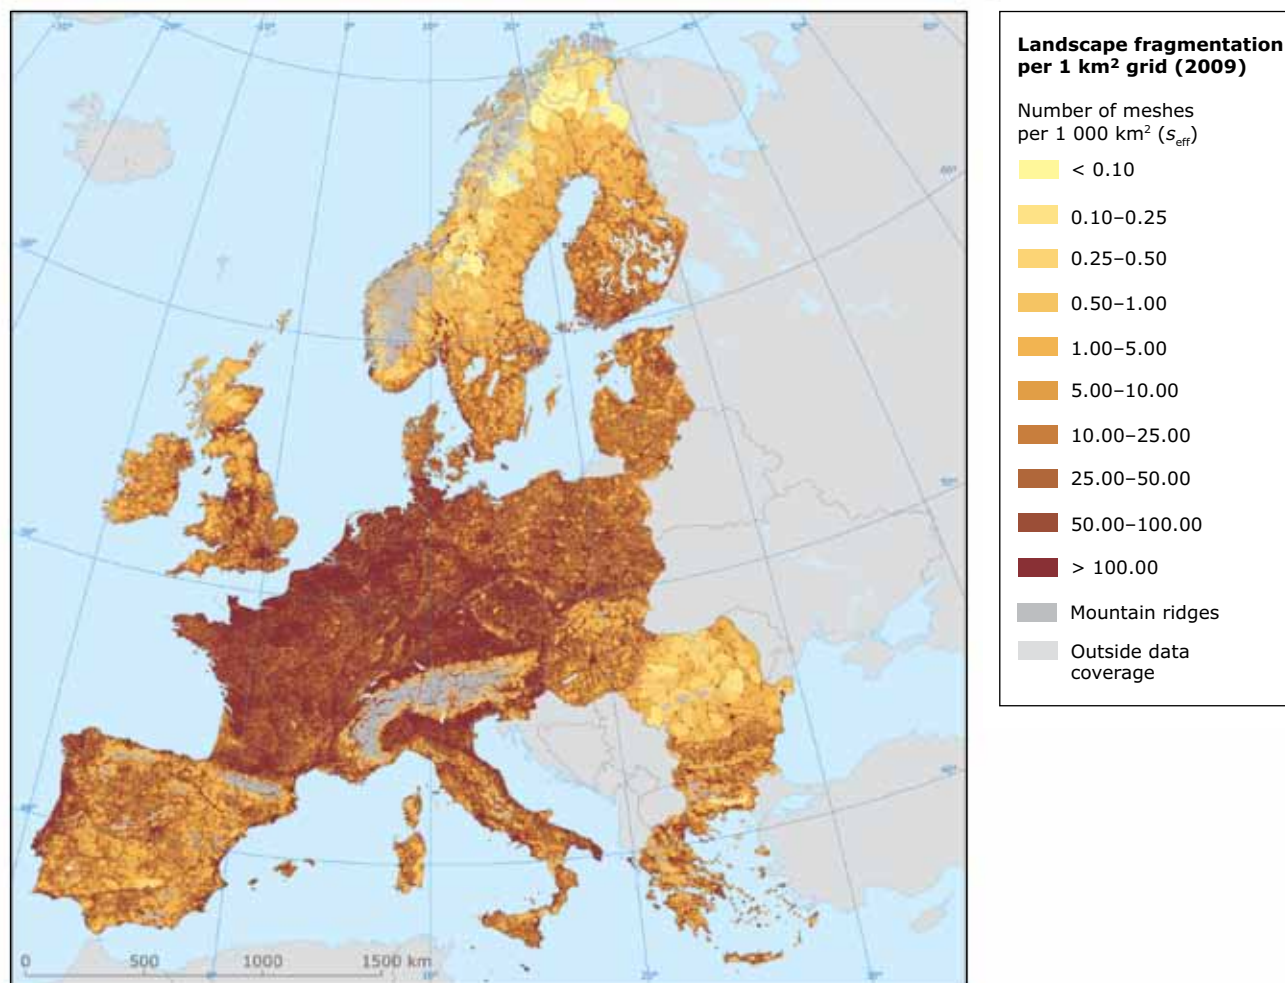 Landscape fragmentation
per 1 km² grid (2009)
Number of meshes
per 1 000 km² (seff)
< 0.10
0.10–0.25
0.25–0.50
0.50–1.00
1.00–5.00
5.00–10.00
10.00–25.00
25.00–50.00
50.00–100.00
> 100.00
Mountain ridges
Outside data
coverage
0 500 1000 1500 km